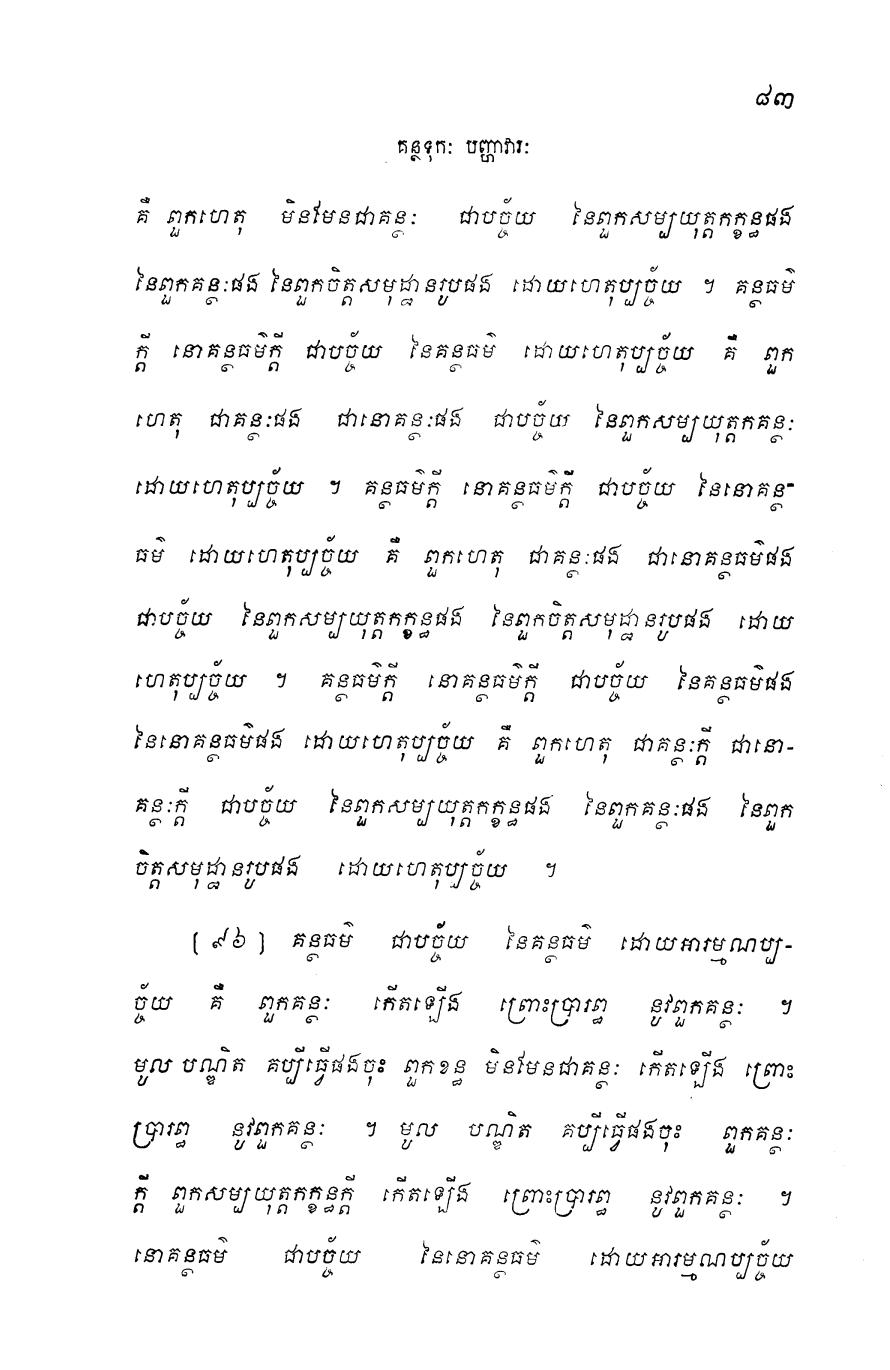 ៨៣
គន្ថទុកៈ បញ្ហាវារៈ
គឺ ពួកហេតុ មិនមែនជាគន្ថៈ ជាបច្ច័យ នៃពួកសម្បយុត្តកក្ខន្ធផង
នៃពួកគន្ថៈផង នៃពួកចិត្តសមុដ្ឋានរូបផង ដោយហេតុប្បច្ច័យ ។ គន្ថធម៌
ក្តី នោគន្ថធម៌ក្តី ជាបច្ច័យ នៃគន្ថធម៌ ដោយហេតុប្បច្ច័យ គឺ ពួក
ហេតុ ជាគន្ថៈផង ជានោគន្ថៈផង ជាបច្ច័យ នៃពួកសម្បយុត្តកគន្ថៈ
ដោយហេតុប្បច្ច័យ ។ គន្ថធម៌ក្តី នោគន្ថធម៌ក្តី ជាបច្ច័យ នៃនោគន្ថ-
ធម៌ ដោយហេតុប្បច្ច័យ គឺ ពួកហេតុ ជាគន្ថៈផង ជានោគន្ថធម៌ផង
ជាបច្ច័យ នៃពួកសម្បយុត្តកក្ខន្ធផង នៃពួកចិត្តសមុដ្ឋានរូបផង ដោយ
ហេតុប្បច្ច័យ ។ គន្ថធម៌ក្តី នោគន្ថធម៌ក្តី ជាបច្ច័យ នៃគន្ថធម៌ផង
នៃនោគន្ថធម៌ផង ដោយហេតុប្បច្ច័យ គឺ ពួកហេតុ ជាគន្ថៈក្តី ជានោ-
គន្ថៈក្តី ជាបច្ច័យ នៃពួកសម្បយុត្តកក្ខន្ធផង នៃពួកគន្ថៈផង នៃពួក
ចិត្តសមុដ្ឋានរូបផង ដោយហេតុប្បច្ច័យ ។
[ ៩៦ ] គន្ថធម៌ ជាបច្ច័យ នៃគន្ថធម៌ ដោយអារម្មណប្ប-
ច្ច័យ គឺ ពួកគន្ថៈ កើតឡើង ព្រោះប្រារព្ធ នូវពួកគន្ថៈ ។
មូល បណ្ឌិត គប្បីធ្វើផងចុះ ពួកខន្ធ មិនមែនជាគន្ថៈ កើតឡើង ព្រោះ
ប្រារព្ធ នូវពួកគន្ថៈ ។ មូល បណ្ឌិត គប្បីធ្វើផងចុះ ពួកគន្ថៈ
ក្តី ពួកសម្បយុត្តកក្ខន្ធក្តី កើតឡើង ព្រោះប្រារព្ធ នូវពួកគន្ថៈ ។
នោគន្ថធម៌ ជាបច្ច័យ នៃនោគន្ថធម៌ ដោយអារម្មណប្បច្ច័យ